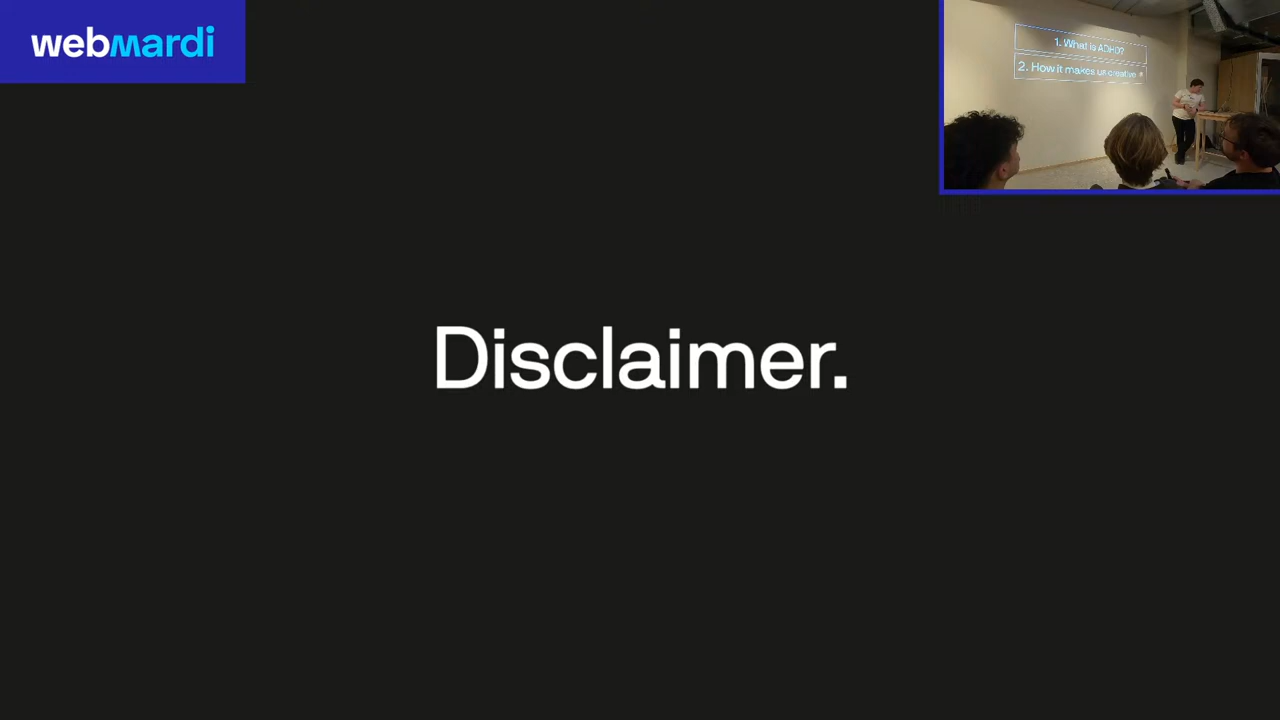 webmardi
1. What is ADHD?
2. How it makes us creative
Disclaimer.